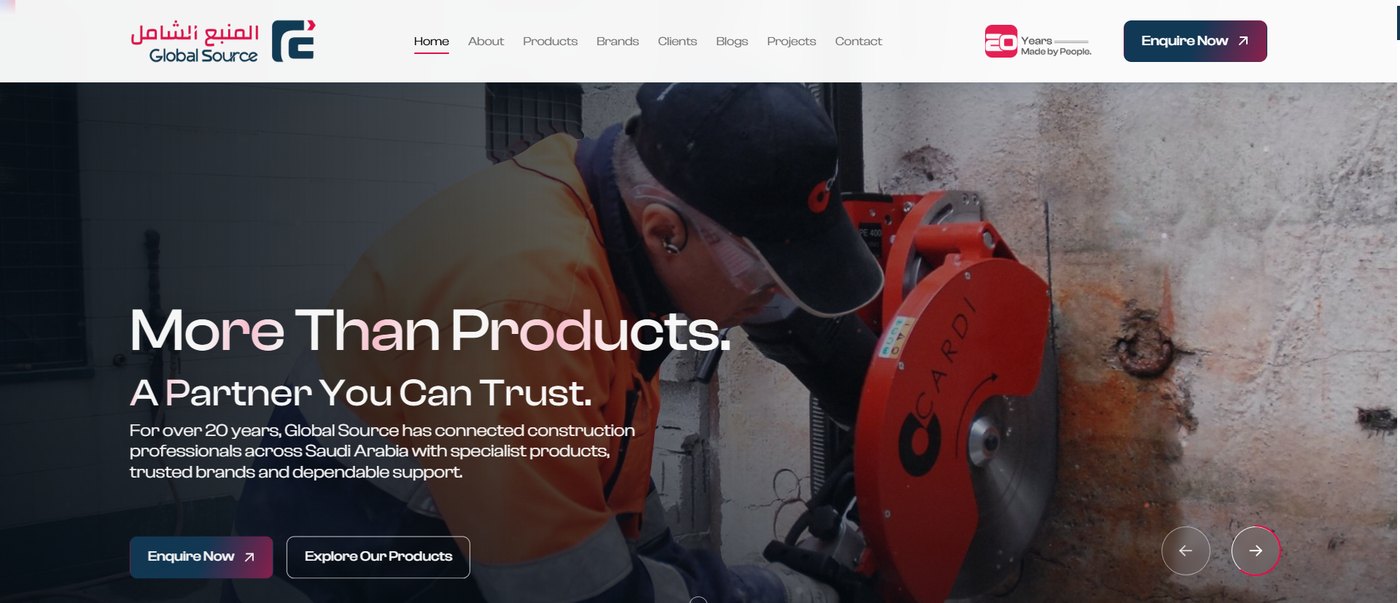 المنبع الشامل
Global Source
Home
About
Products
Brands
Clients
Blogs
Projects
Contact
20 Years
Made by People.
Enquire Now
PE 400
CARDI
More Than Products.
A Partner You Can Trust.
For over 20 years, Global Source has connected construction
professionals across Saudi Arabia with specialist products,
trusted brands and dependable support.
Enquire Now
Explore Our Products